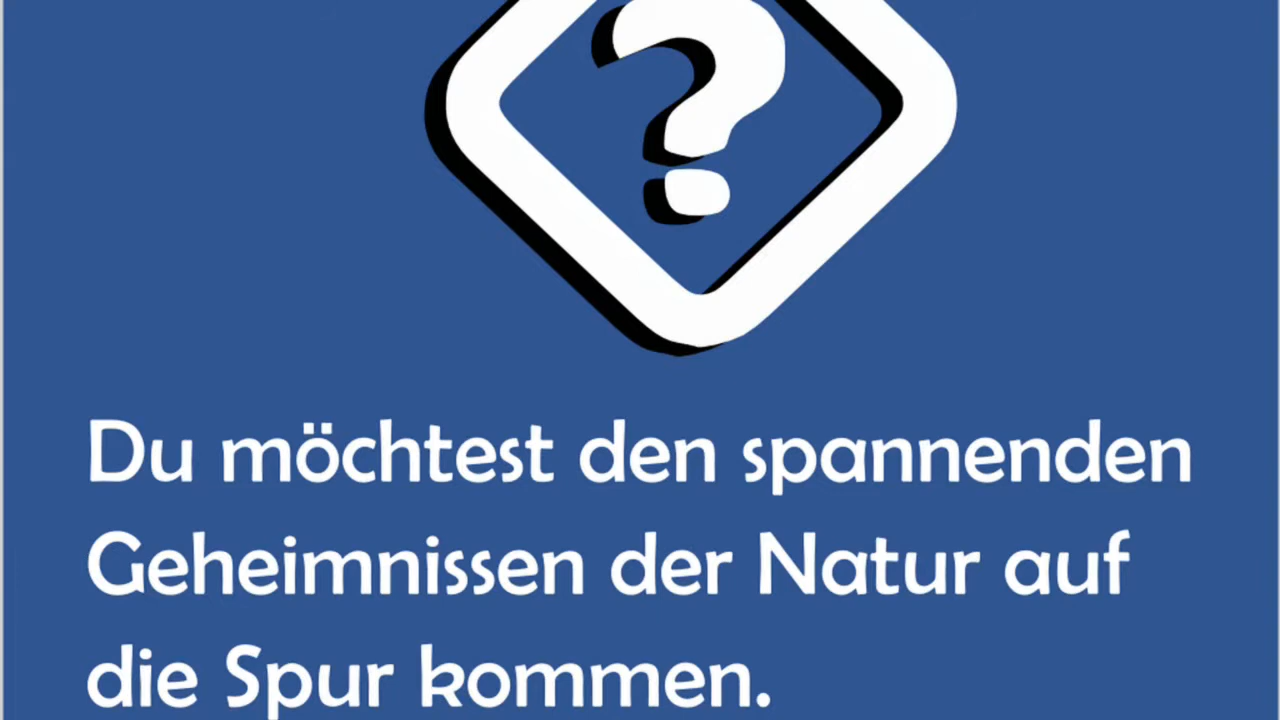 ?
Du möchtest den spannenden
Geheimnissen der Natur auf
die Spur kommen.